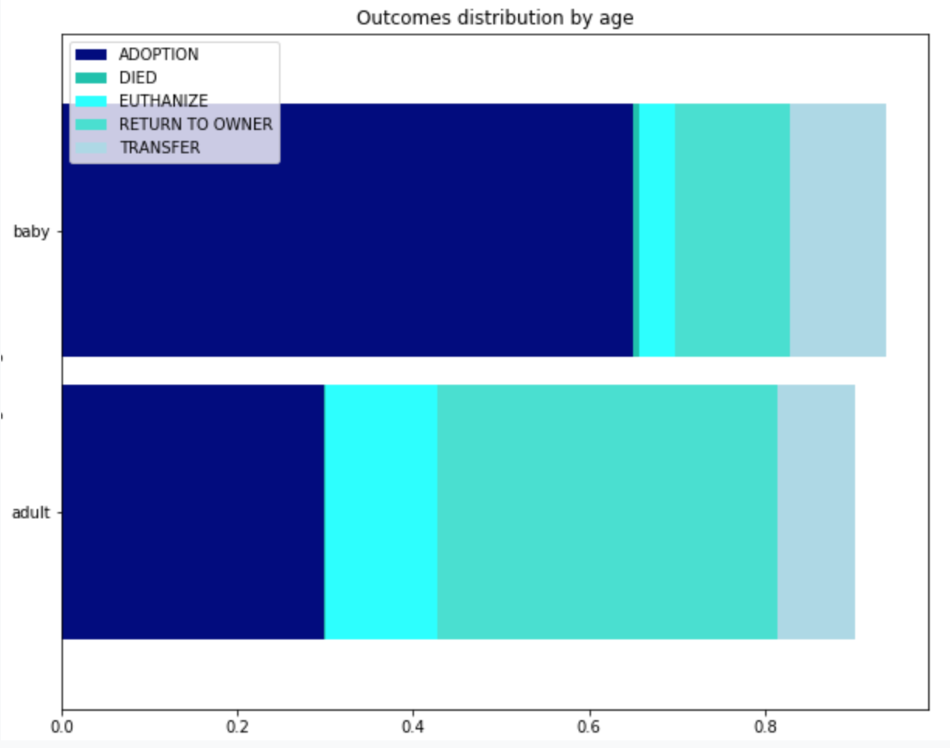 Outcomes distribution by age
ADOPTION
DIED
EUTHANIZE
RETURN TO OWNER
TRANSFER
baby
adult
0.0
0.2
0.4
0.6
0.8